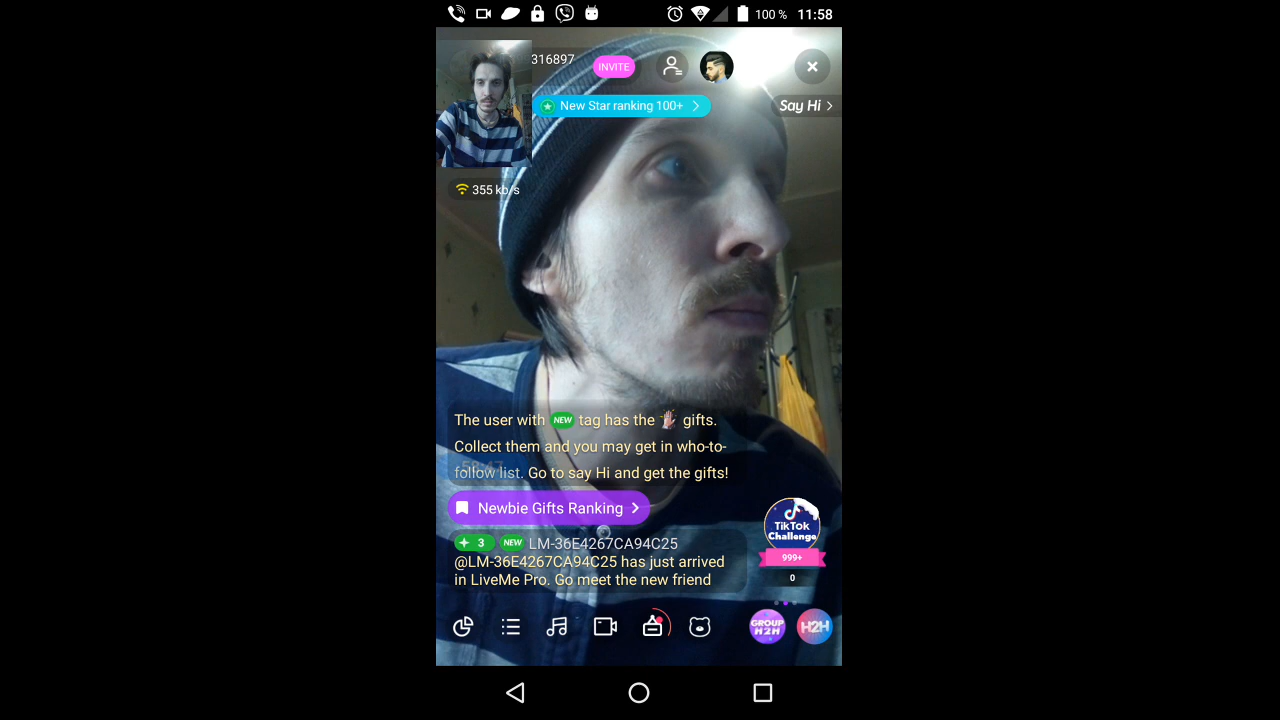 100 % 11:58
316897
INVITE
New Star ranking 100+
Say Hi
355 kb/s
The user with NEW tag has the gifts.
Collect them and you may get in who-to-
follow list. Go to say Hi and get the gifts!
Newbie Gifts Ranking
TikTok
Challenge
3 NEW LM-36E4267CA94C25
999+
@LM-36E4267CA94C25 has just arrived
in LiveMe Pro. Go meet the new friend
0
GROUP
H2H
H2H